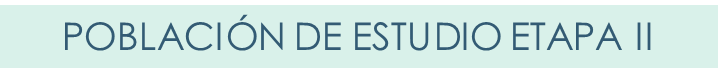 POBLACIÓN DE ESTUDIO ETAPA II